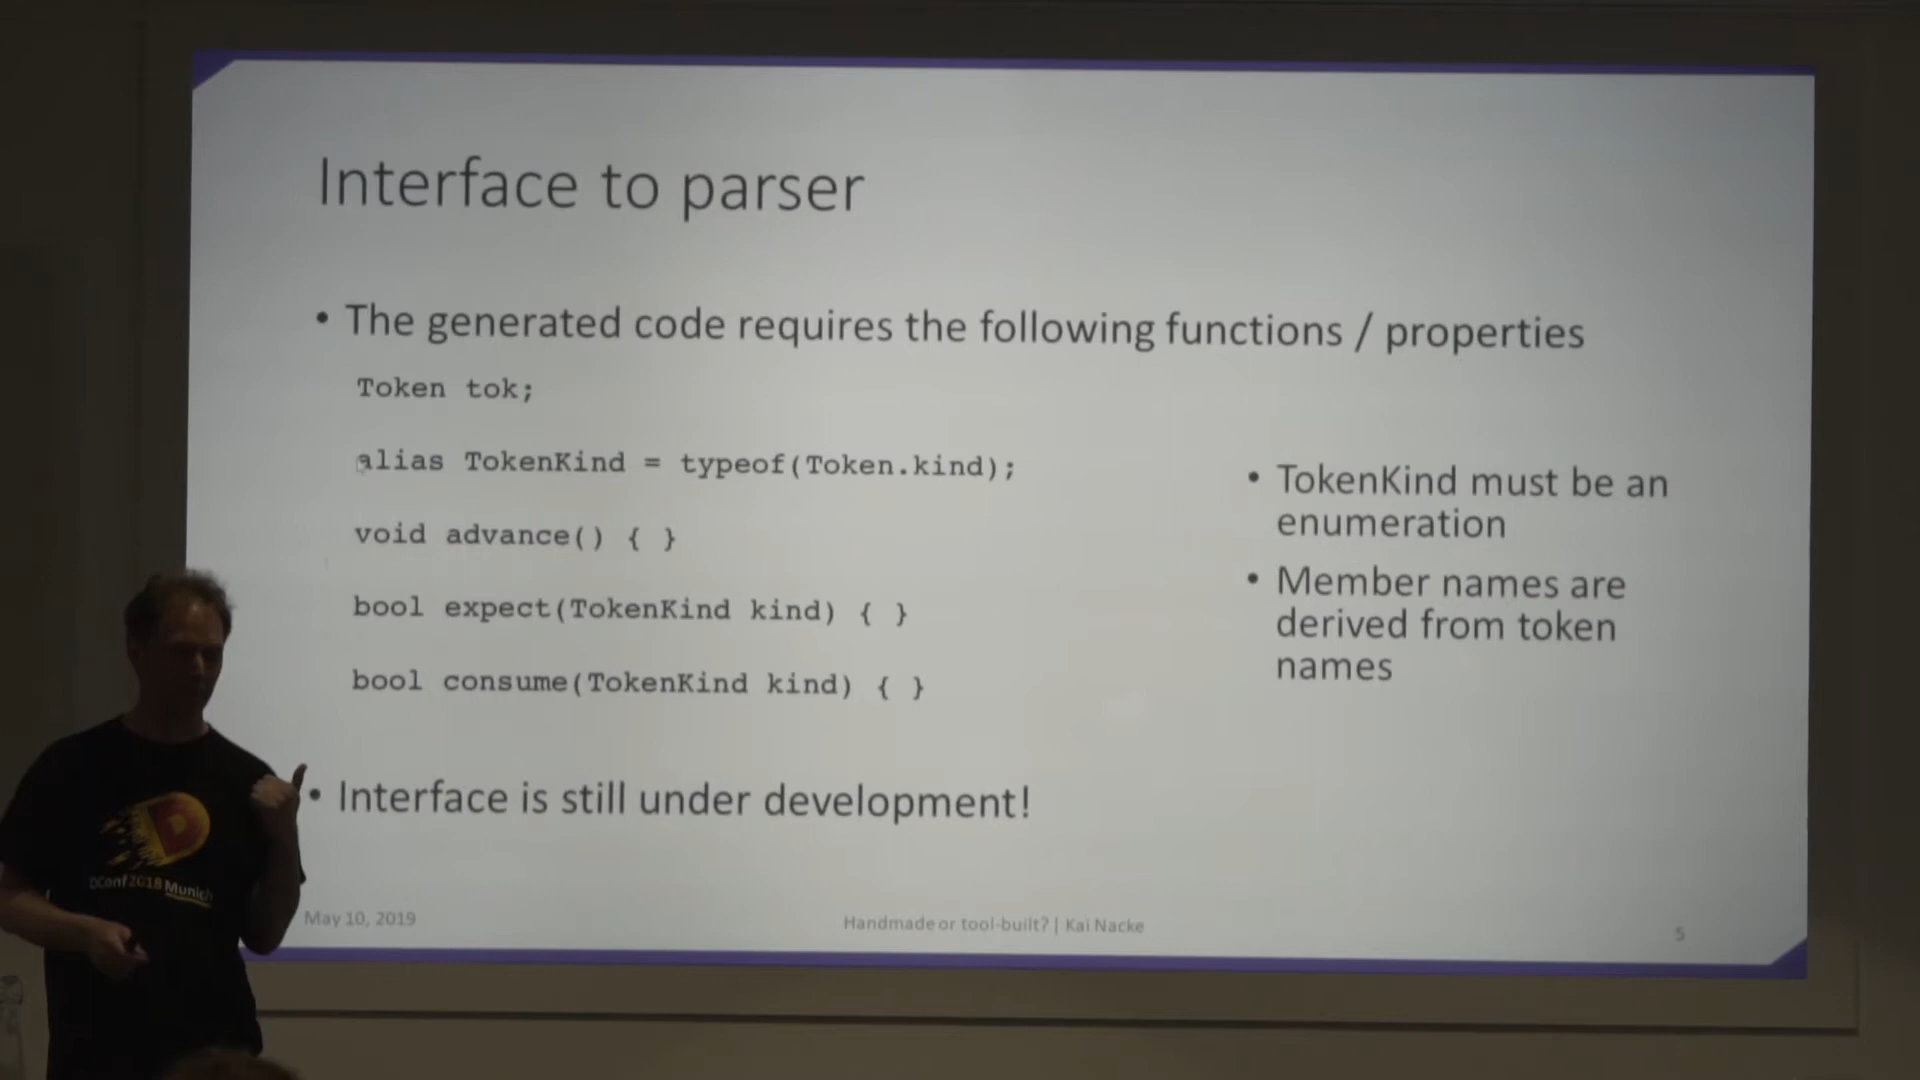 Interface to parser
• The generated code requires the following functions / properties
Token tok;
alias TokenKind = typeof(Token.kind);
void advance() { }
bool expect(TokenKind kind) { }
bool consume(TokenKind kind) { }
• TokenKind must be an
enumeration
• Member names are
derived from token
names
• Interface is still under development!
D
DConf 2018 Munich
May 10, 2019
Handmade or tool-built? | Kai Nacke
5